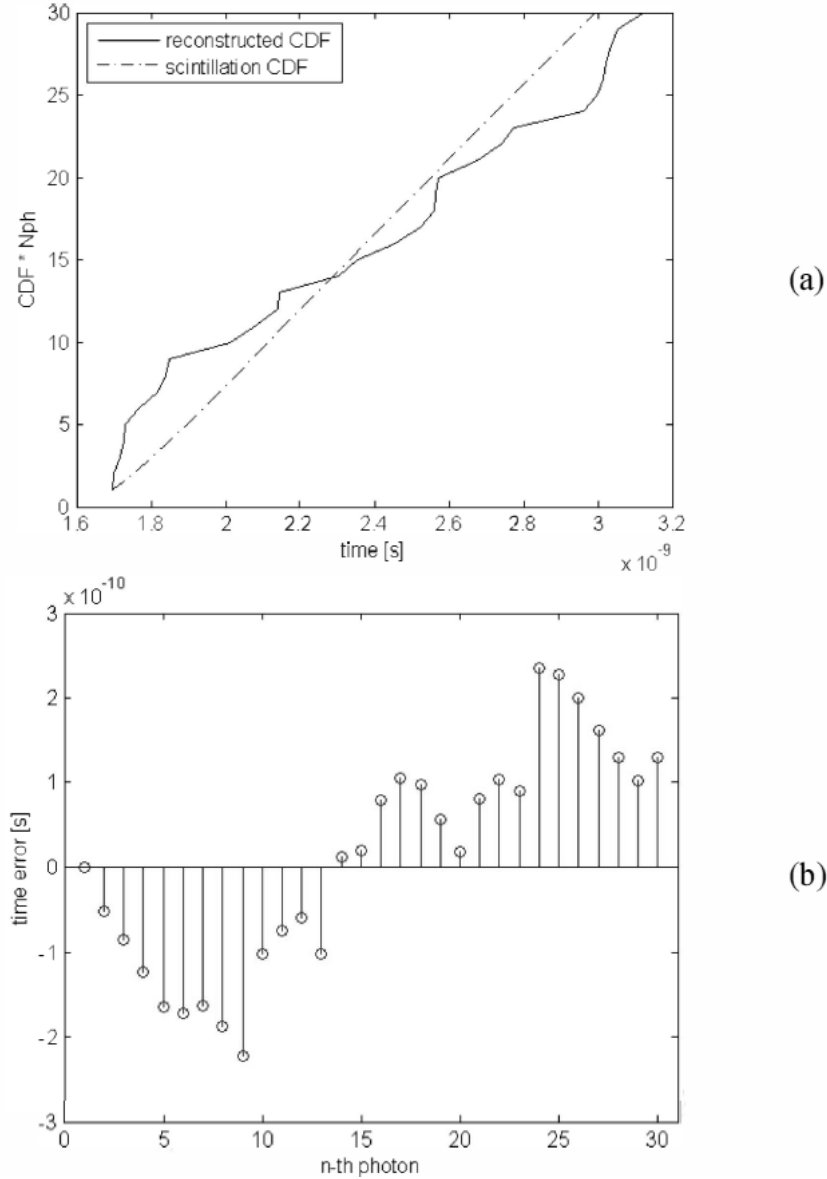 30
25
20
15
10
5
0
CDF * Nph
reconstructed CDF
scintillation CDF
1.6 1.8 2 2.2 2.4 2.6 2.8 3 3.2
time [s]
x 10^-9
(a)
x 10^-10
3
2
1
0
-1
-2
-3
time error [s]
0 5 10 15 20 25 30
n-th photon
(b)